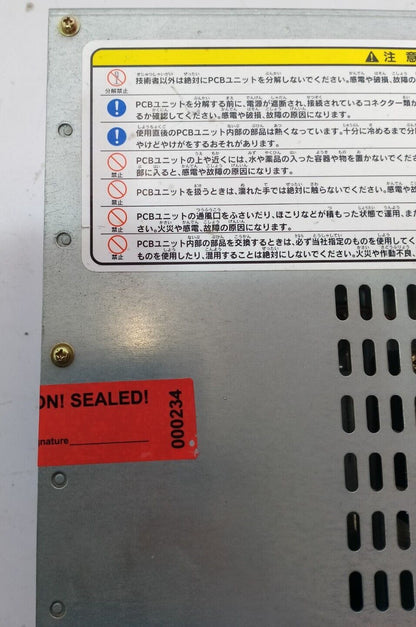 ⚠注意
技術者以外は絶対にPCBユニットを分解しないでください。感電や破損、故障
分解禁止
PCBユニットを分解する前に、電源が遮断され、接続されているコネクター類が
るか確認してください。感電や破損、故障の原因になります。
使用直後のPCBユニット内部の部品は熱くなっています。十分に冷めるまで分
やけどやけがをするおそれがあります。
PCBユニットの上や近くには、水や薬品の入った容器や物を置かないでくださ
部に入ると、感電や故障の原因になります。
PCBユニットを扱うときは、濡れた手では絶対に触らないでください。感電や故
PCBユニットの通風口をふさいだり、ほこりなどが積もった状態で運用、また
さい。火災や感電、故障の原因になります。
PCBユニット内部の部品を交換するときは、必ず当社指定のものを使用してく
ものを使用したり、混用することは絶対にしないでください。火災や作動不良、
ON! SEALED!
gnature
000234